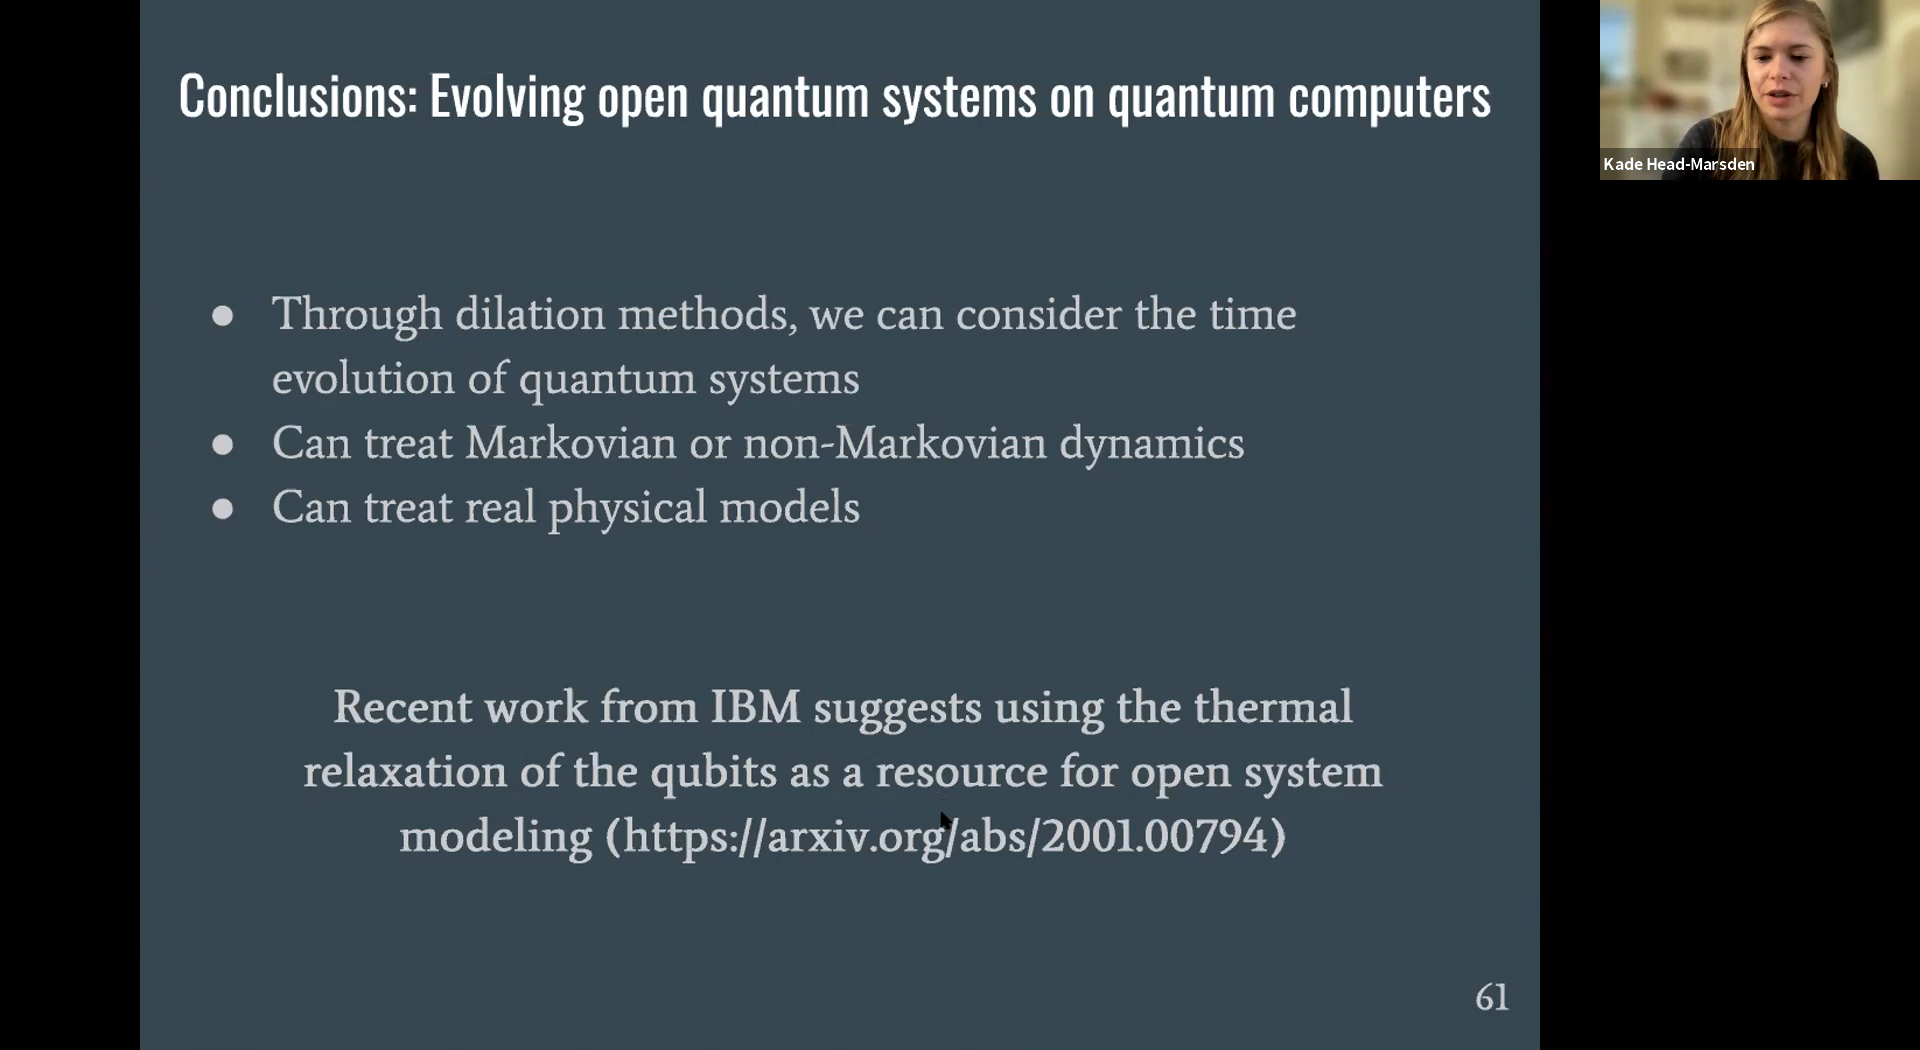 Conclusions: Evolving open quantum systems on quantum computers
Kade Head-Marsden
● Through dilation methods, we can consider the time
evolution of quantum systems
● Can treat Markovian or non-Markovian dynamics
● Can treat real physical models
Recent work from IBM suggests using the thermal
relaxation of the qubits as a resource for open system
modeling (https://arxiv.org/abs/2001.00794)
61